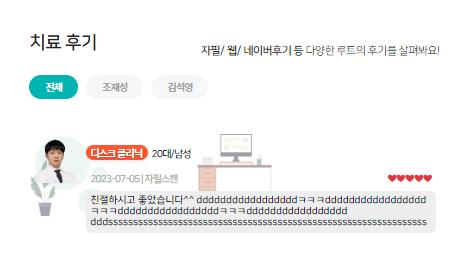 치료 후기
자필/ 웹/ 네이버후기 등 다양한 루트의 후기를 살펴봐요!
전체 조재성 김석영
디스크 클리닉 20대/남성
2023-07-05 | 자필스캔
친절하시고 좋았습니다^^ ddddddddddddddddddㅋㅋㅋdddddddddddddddddd
ㅋㅋㅋddddddddddddddddddㅋㅋㅋdddddddddddddddddd
dddsssssssssssssssssssssssssssssssssssssssssssssssssssssssssssssssss